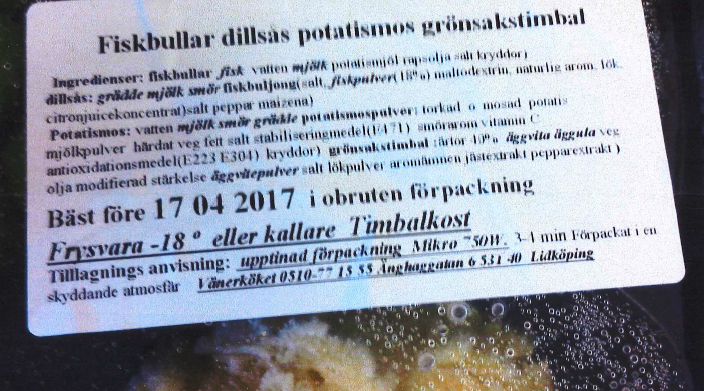 Fiskbullar dillsås potatismos grönsakstimbal
Ingredienser: fiskbullar fisk vatten mjölk potatismjöl rapsolja salt kryddor)
dillsås: grädde mjölk smör fiskbuljong(salt, fiskpulver(18%) maltodextrin, naturlig arom, lök,
citronjuicekoncentrat)salt peppar maizena)
Potatismos: vatten mjölk smör grädde potatismospulver: torkad o mosad potatis
mjölkpulver härdat veg fett salt stabiliseringmedel(E471) smörarom vitamin C
antioxidationsmedel(E223 E304) kryddor) grönsakstimbal :ärtor 45% äggvita äggula veg
olja modifierad stärkelse äggvitepulver salt lökpulver aromämnen jästextrakt pepparextrakt )
Bäst före 17 04 2017 i obruten förpackning
Frysvara -18 ° eller kallare Timbalkost
Tilllagnings anvisning: upptinad förpackning Mikro 750W. 3-4 min Förpackat i en
skyddande atmosfär Vänerköket 0510-77 15 55 Änghaggatan 6 531 40 Lidköping